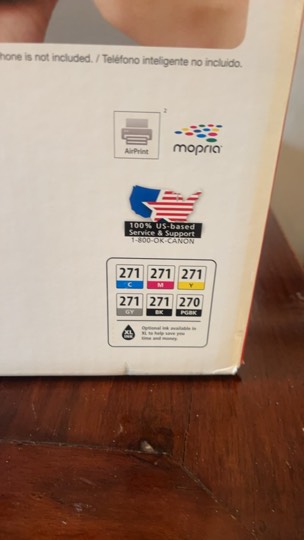 hone is not included. / Teléfono inteligente no incluido.
2
AirPrint
mopria
100% US-based
Service & Support
1-800-OK-CANON
271 271 271
C M Y
271 271 270
GY BK PGBK
XL
INK
Optional ink available in
XL to help save you
time and money.